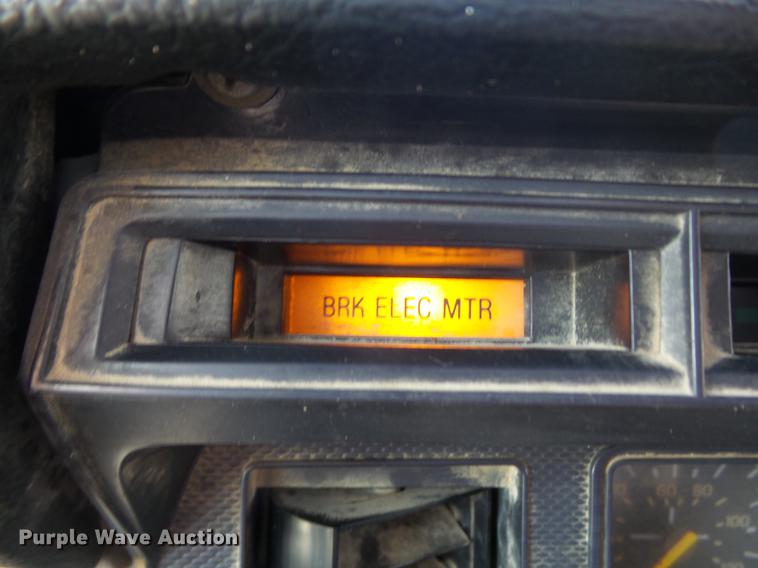 BRK ELEC MTR
60 80
100
Purple Wave Auction®